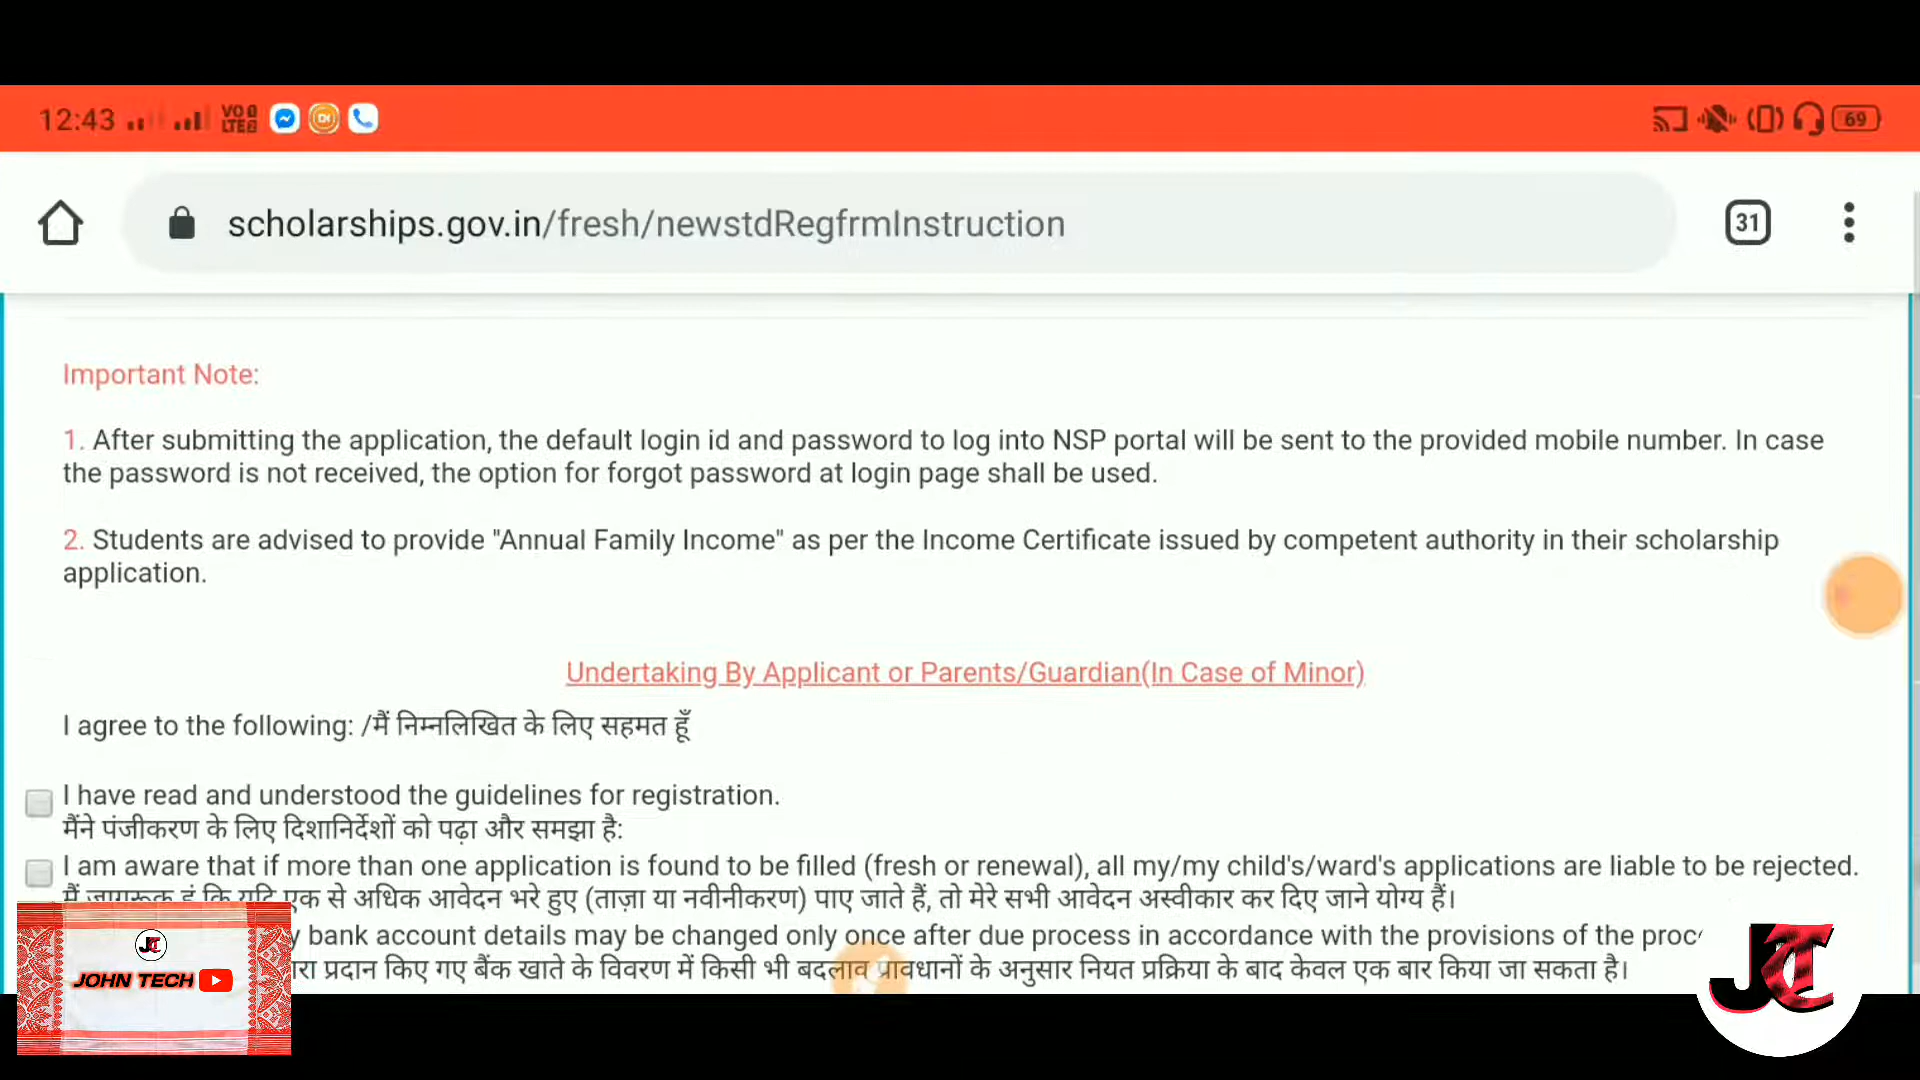 12:43 VO LTE 69
scholarships.gov.in/fresh/newstdRegfrmInstruction 31
Important Note:
1. After submitting the application, the default login id and password to log into NSP portal will be sent to the provided mobile number. In case
the password is not received, the option for forgot password at login page shall be used.
2. Students are advised to provide "Annual Family Income" as per the Income Certificate issued by competent authority in their scholarship
application.
Undertaking By Applicant or Parents/Guardian(In Case of Minor)
I agree to the following: /मैं निम्नलिखित के लिए सहमत हूँ
I have read and understood the guidelines for registration.
मैंने पंजीकरण के लिए दिशानिर्देशों को पढ़ा और समझा है:
I am aware that if more than one application is found to be filled (fresh or renewal), all my/my child's/ward's applications are liable to be rejected.
मैं जागरूक हूं कि यदि एक से अधिक आवेदन भरे हुए (ताज़ा या नवीनीकरण) पाए जाते हैं, तो मेरे सभी आवेदन अस्वीकार कर दिए जाने योग्य हैं।
bank account details may be changed only once after due process in accordance with the provisions of the
प्रदान किए गए बैंक खाते के विवरण में किसी भी बदलाव प्रावधानों के अनुसार नियत प्रक्रिया के बाद केवल एक बार किया जा सकता है।
JOHN TECH